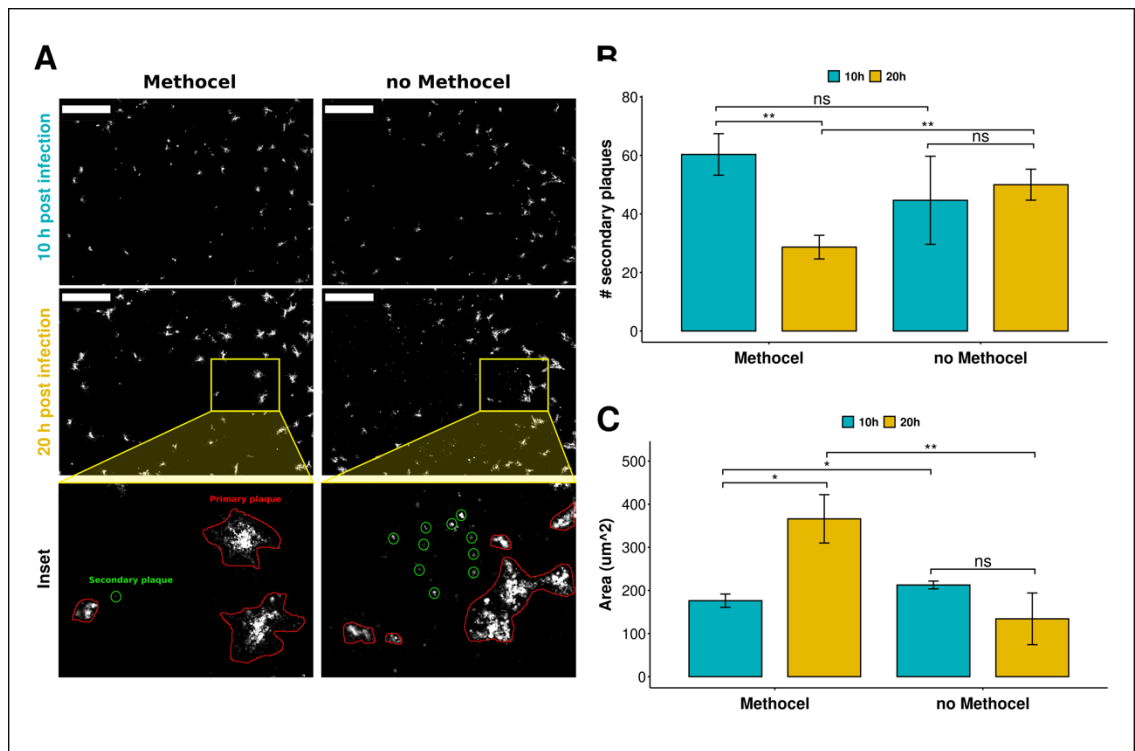 A
Methocel
no Methocel
10 h post infection
20 h post infection
Inset
Primary plaque
Secondary plaque
B
10h 20h
# secondary plaques
80
60
40
20
0
ns
**
**
ns
Methocel
no Methocel
C
10h 20h
Area (um^2)
500
400
300
200
100
0
**
*
*
ns
Methocel
no Methocel